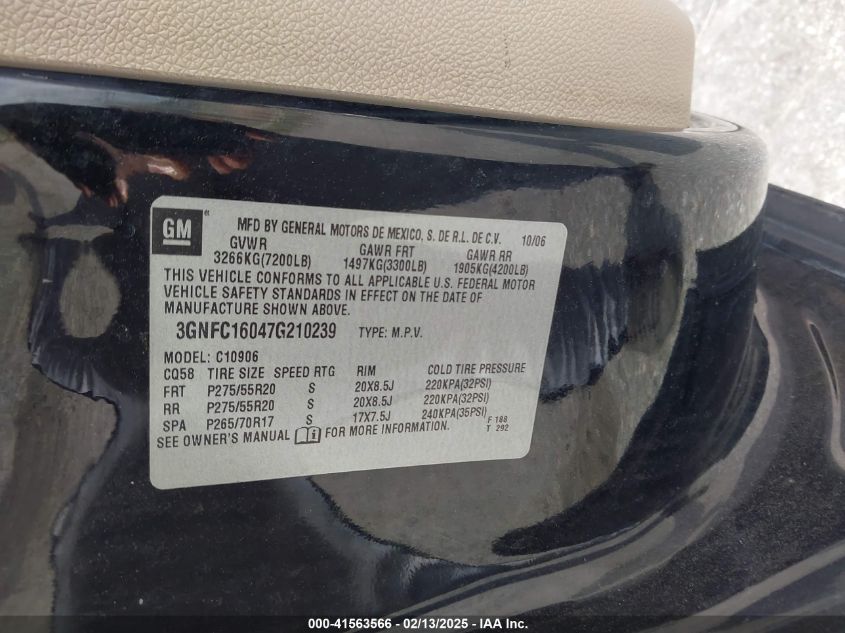 GM MFD BY GENERAL MOTORS DE MEXICO, S. DE R.L. DE C.V. 10/06
GVWR GAWR FRT GAWR RR
3266KG(7200LB) 1497KG(3300LB) 1905KG(4200LB)
THIS VEHICLE CONFORMS TO ALL APPLICABLE U.S. FEDERAL MOTOR
VEHICLE SAFETY STANDARDS IN EFFECT ON THE DATE OF
MANUFACTURE SHOWN ABOVE.
3GNFC16047G210239 TYPE: M.P.V.
MODEL: C10906
CQ58 TIRE SIZE SPEED RTG RIM COLD TIRE PRESSURE
FRT P275/55R20 S 20X8.5J 220KPA(32PSI)
RR P275/55R20 S 20X8.5J 220KPA(32PSI)
SPA P265/70R17 S 17X7.5J 240KPA(35PSI) F 188
SEE OWNER'S MANUAL FOR MORE INFORMATION. T 292
000-41563566 - 02/13/2025 - Copyright © 2025 IAA, Inc.